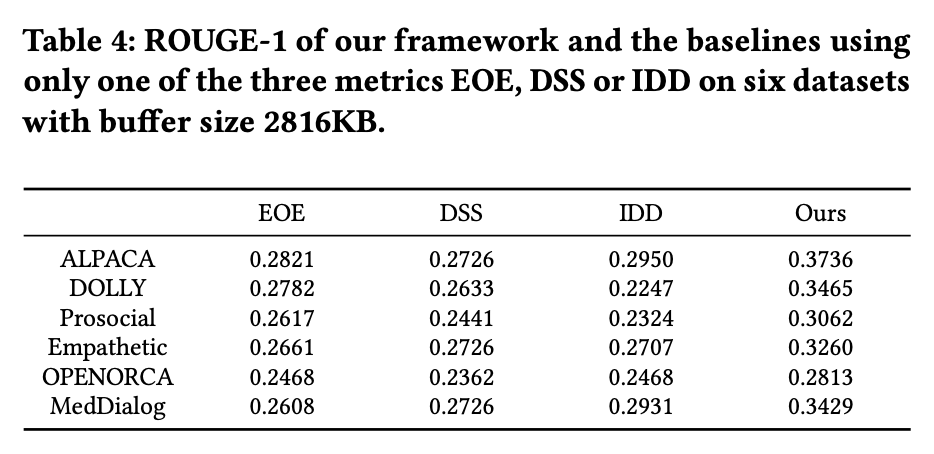 Table 4: ROUGE-1 of our framework and the baselines using
only one of the three metrics EOE, DSS or IDD on six datasets
with buffer size 2816KB.
EOE DSS IDD Ours
ALPACA 0.2821 0.2726 0.2950 0.3736
DOLLY 0.2782 0.2633 0.2247 0.3465
Prosocial 0.2617 0.2441 0.2324 0.3062
Empathetic 0.2661 0.2726 0.2707 0.3260
OPENORCA 0.2468 0.2362 0.2468 0.2813
MedDialog 0.2608 0.2726 0.2931 0.3429